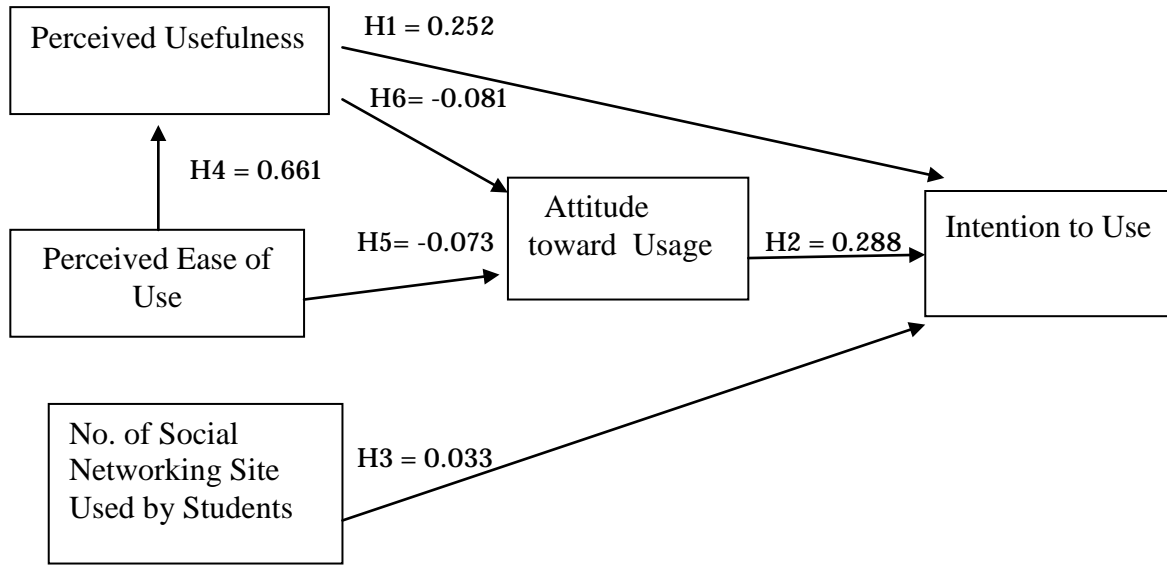 Perceived Usefulness
H1 = 0.252
H6= -0.081
H4 = 0.661
Attitude
toward Usage
H2 = 0.288
Intention to Use
H5= -0.073
Perceived Ease of
Use
No. of Social
Networking Site
Used by Students
H3 = 0.033